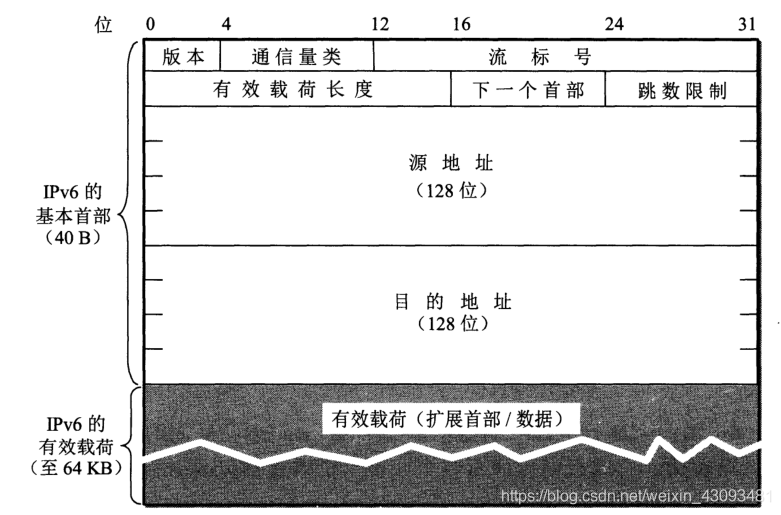 位 0 4 12 16 24 31
版本 通信量类 流标号
有效载荷长度 下一个首部 跳数限制
源地址
（128 位）
IPv6 的
基本首部
（40 B）
目的地址
（128 位）
IPv6 的
有效载荷
（至 64 KB）
有效载荷（扩展首部 / 数据）
https://blog.csdn.net/weixin_43093481